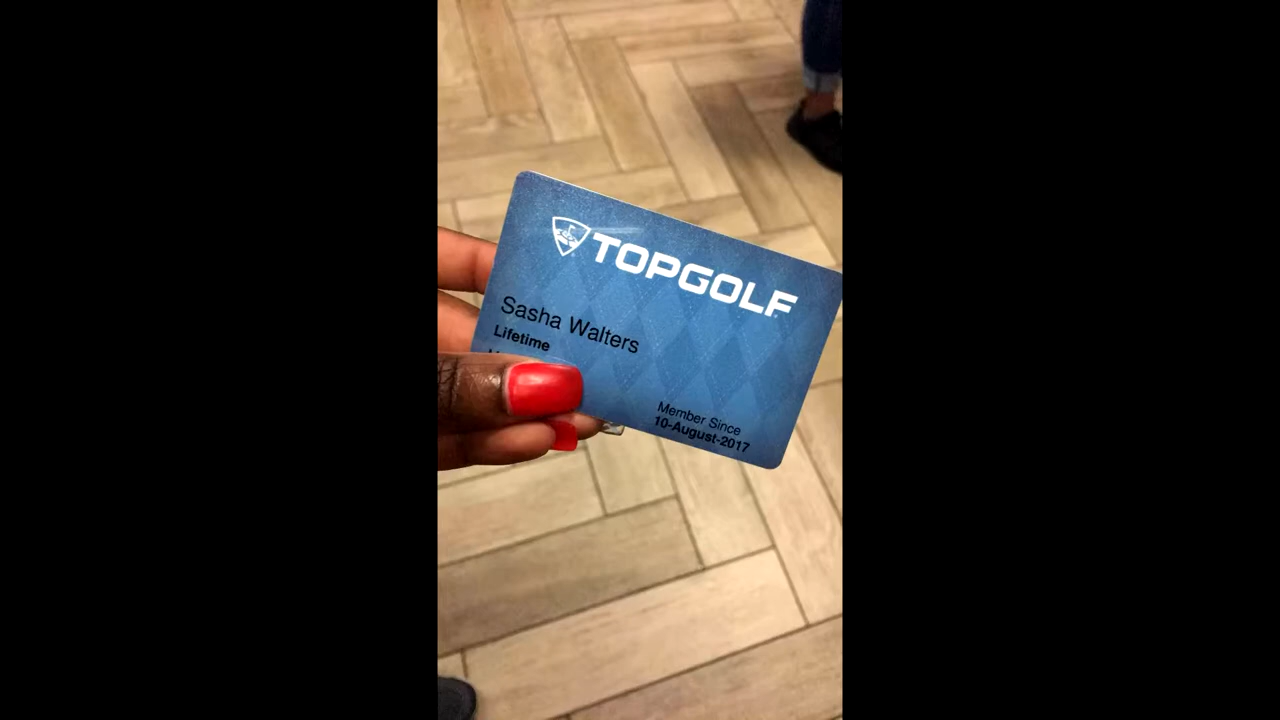 TOPGOLF
Sasha Walters
Lifetime
Member Since
10-August-2017